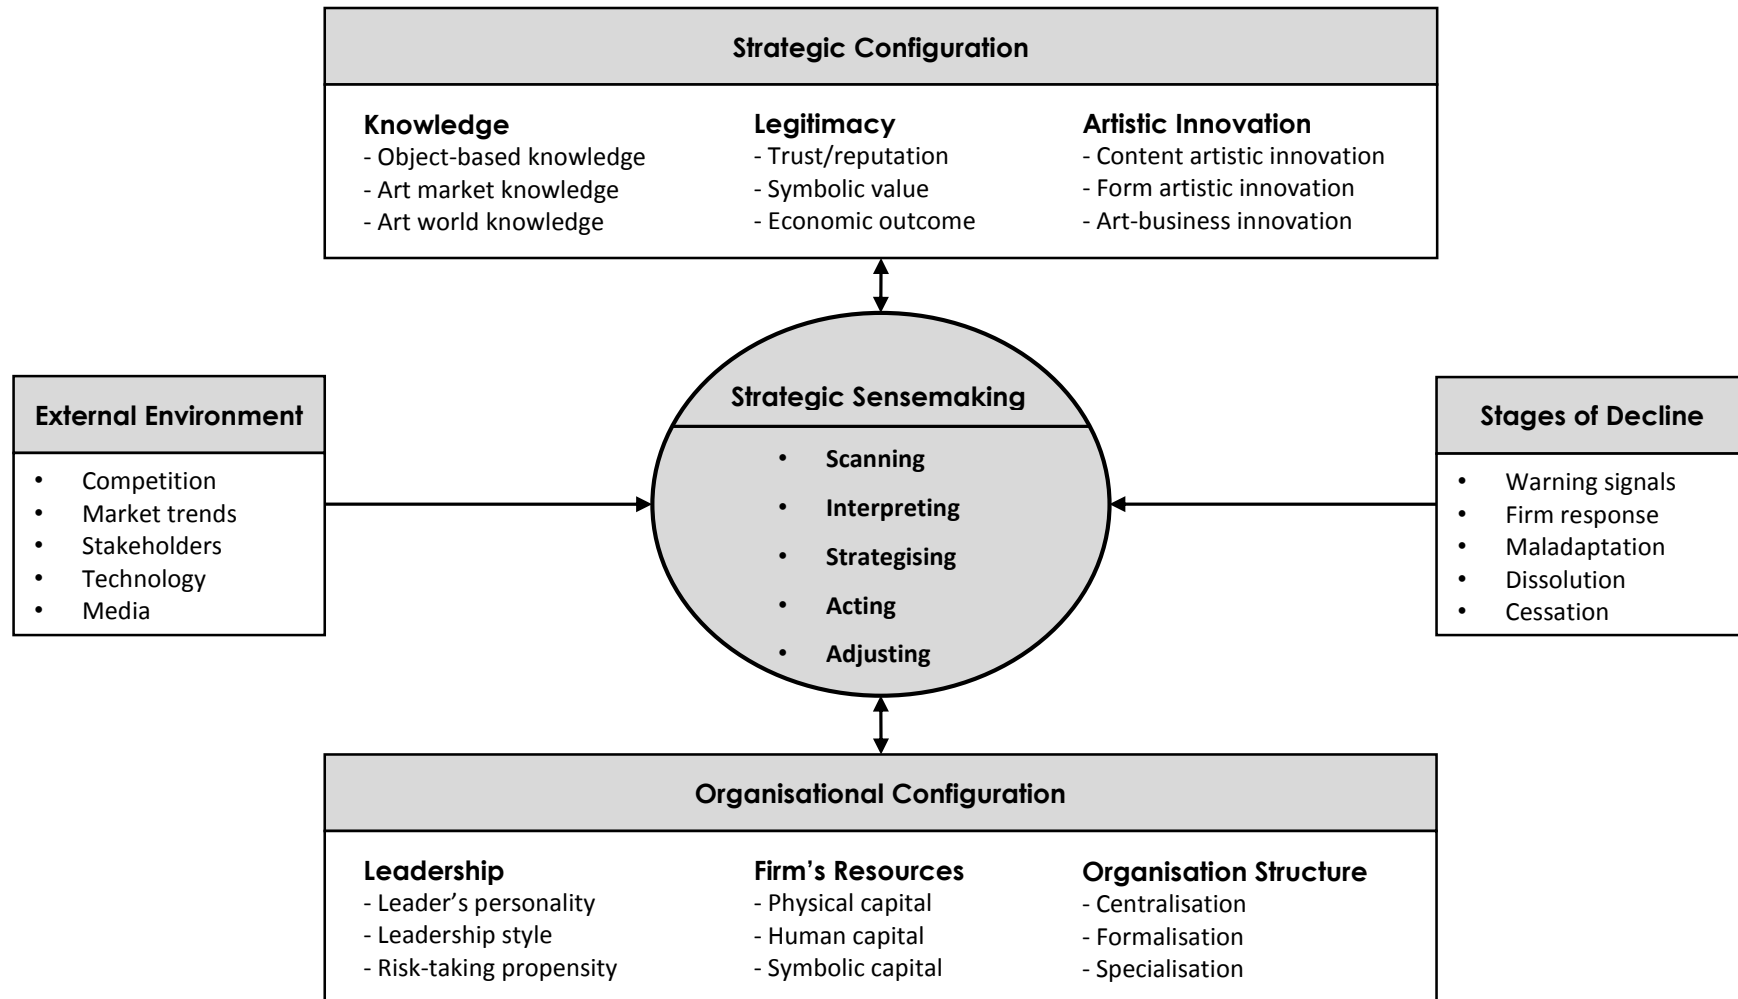 Strategic Configuration
Knowledge
- Object-based knowledge
- Art market knowledge
- Art world knowledge
Legitimacy
- Trust/reputation
- Symbolic value
- Economic outcome
Artistic Innovation
- Content artistic innovation
- Form artistic innovation
- Art-business innovation
External Environment
• Competition
• Market trends
• Stakeholders
• Technology
• Media
Strategic Sensemaking
• Scanning
• Interpreting
• Strategising
• Acting
• Adjusting
Stages of Decline
• Warning signals
• Firm response
• Maladaptation
• Dissolution
• Cessation
Organisational Configuration
Leadership
- Leader’s personality
- Leadership style
- Risk-taking propensity
Firm’s Resources
- Physical capital
- Human capital
- Symbolic capital
Organisation Structure
- Centralisation
- Formalisation
- Specialisation